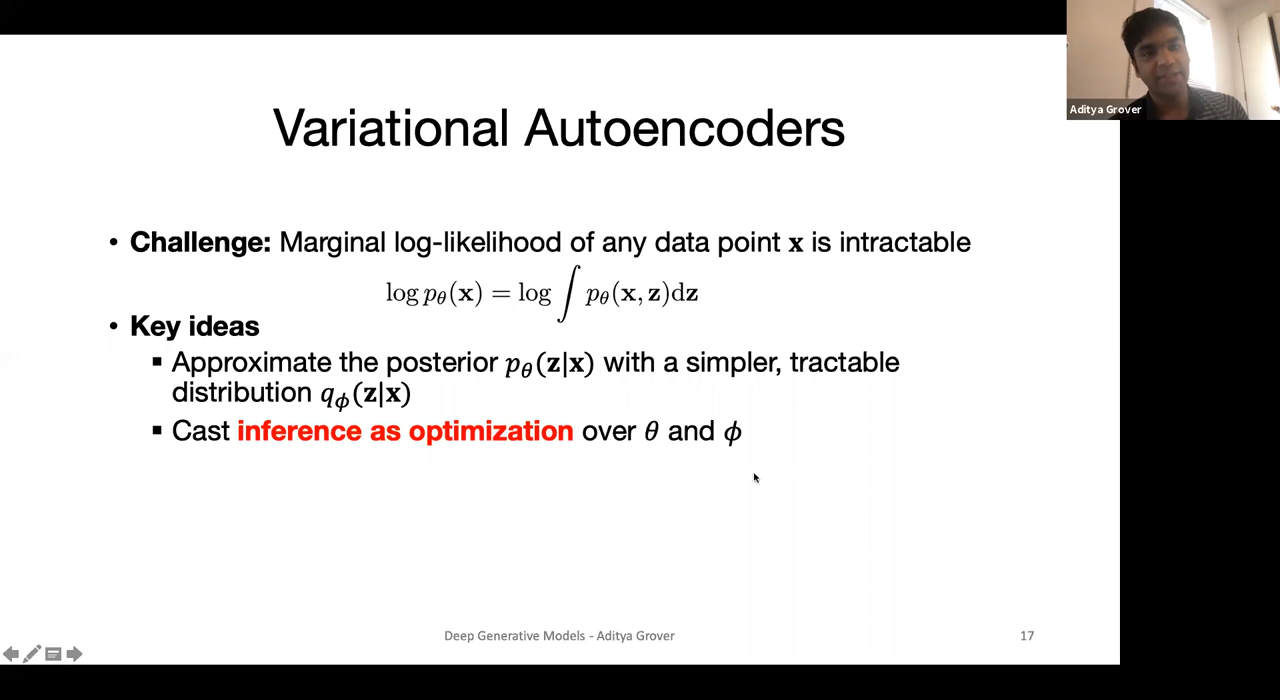 Aditya Grover
Variational Autoencoders
• Challenge: Marginal log-likelihood of any data point x is intractable
log pθ(x) = log ∫ pθ(x, z)dz
• Key ideas
▪ Approximate the posterior pθ(z|x) with a simpler, tractable
distribution qϕ(z|x)
▪ Cast inference as optimization over θ and ϕ
Deep Generative Models - Aditya Grover
17